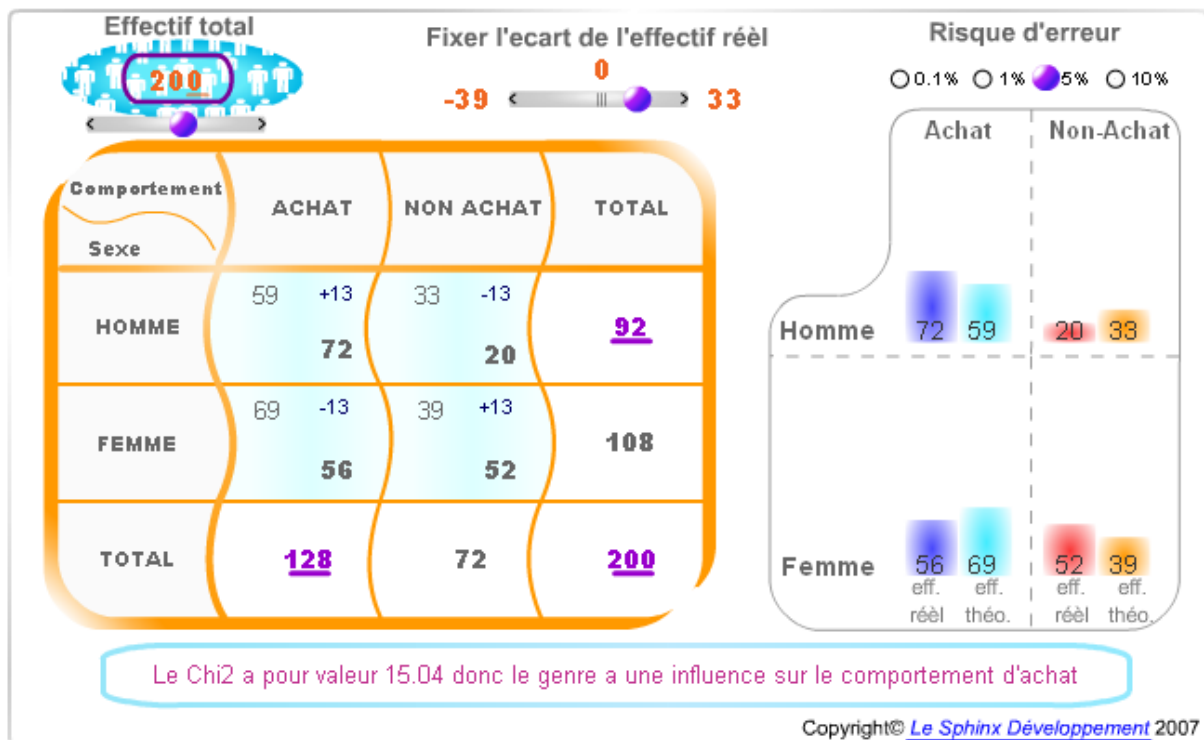 Effectif total
200
Fixer l'ecart de l'effectif réèl
0
-39 < > 33
Risque d'erreur
0.1% 1% 5% 10%
< >
Comportement
Sexe
ACHAT NON ACHAT TOTAL
HOMME
59 +13 33 -13
72 20 92
FEMME
69 -13 39 +13
56 52 108
TOTAL 128 72 200
Achat Non-Achat
Homme 72 59 20 33
Femme 56 69 52 39
eff. eff. eff. eff.
réèl théo. réèl théo.
Le Chi2 a pour valeur 15.04 donc le genre a une influence sur le comportement d'achat
Copyright© Le Sphinx Développement 2007